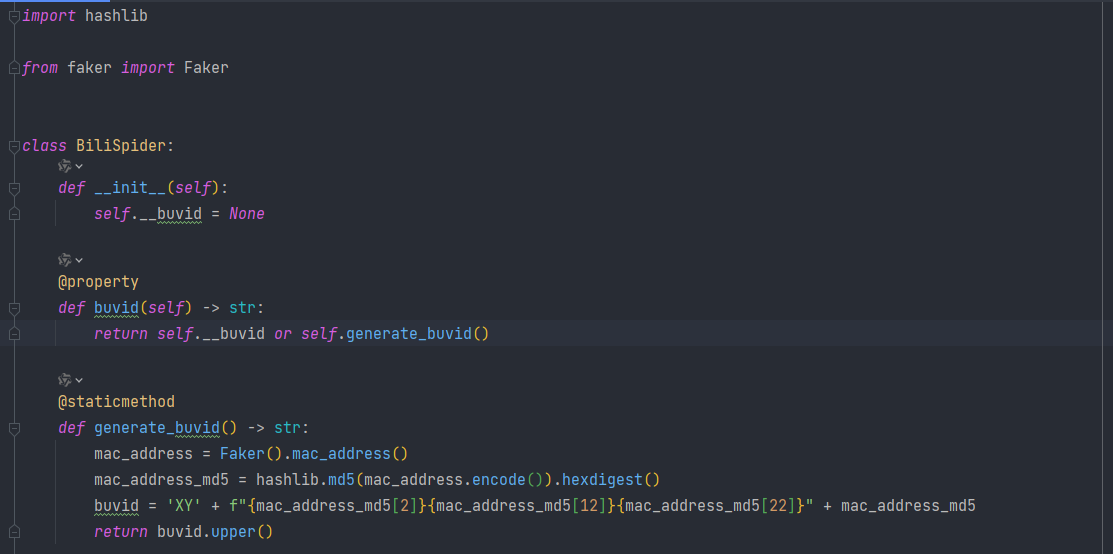 import hashlib
from faker import Faker
class BiliSpider:
def __init__(self):
self.__buvid = None
@property
def buvid(self) -> str:
return self.__buvid or self.generate_buvid()
@staticmethod
def generate_buvid() -> str:
mac_address = Faker().mac_address()
mac_address_md5 = hashlib.md5(mac_address.encode()).hexdigest()
buvid = 'XY' + f"{mac_address_md5[2]}{mac_address_md5[12]}{mac_address_md5[22]}" + mac_address_md5
return buvid.upper()